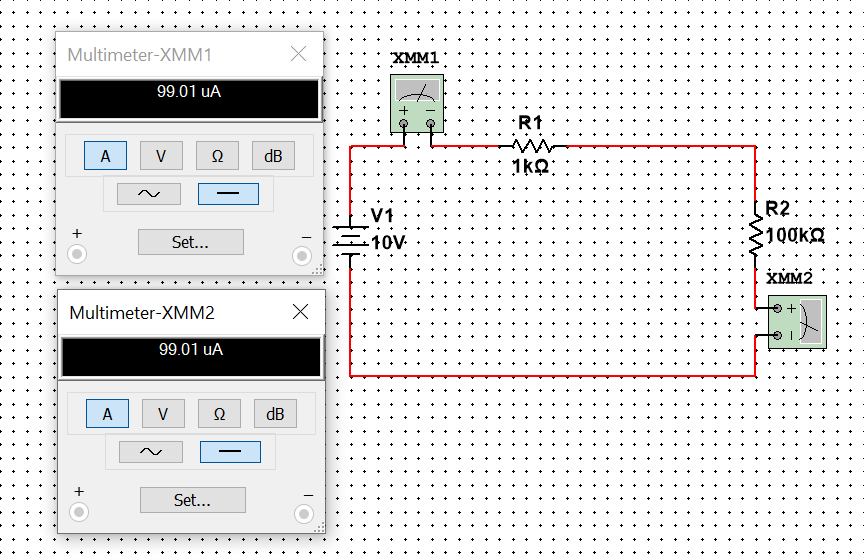 Multimeter-XMM1
99.01 uA
A V Ω dB
+ −
Set...
Multimeter-XMM2
99.01 uA
A V Ω dB
+ −
Set...
XMM1
+ −
R1
1kΩ
V1
10V
R2
100kΩ
XMM2
+
−